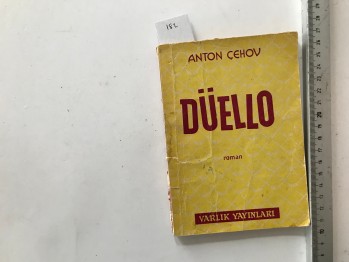 182
ANTON ÇEHOV
DÜELLO
roman
VARLIK YAYINLARI